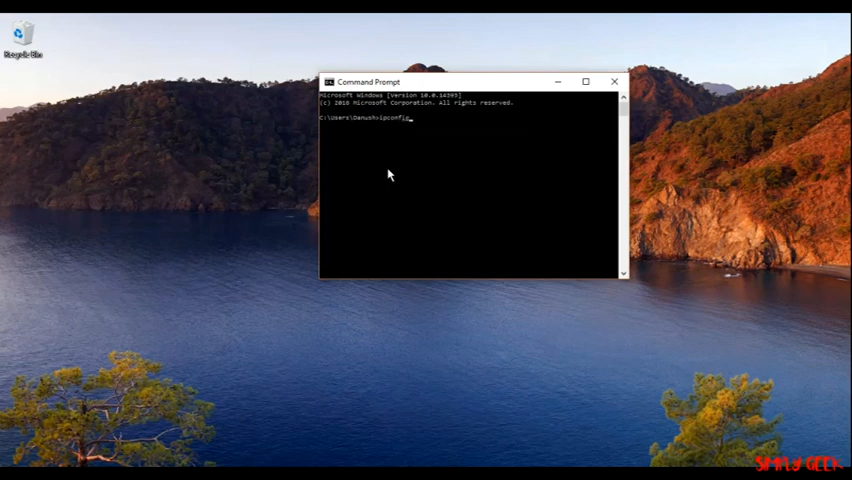 Recycle Bin
Command Prompt
Microsoft Windows [Version 10.0.14393]
(c) 2016 Microsoft Corporation. All rights reserved.
C:\Users\Danush>ipconfig
SIMPLY GEEK